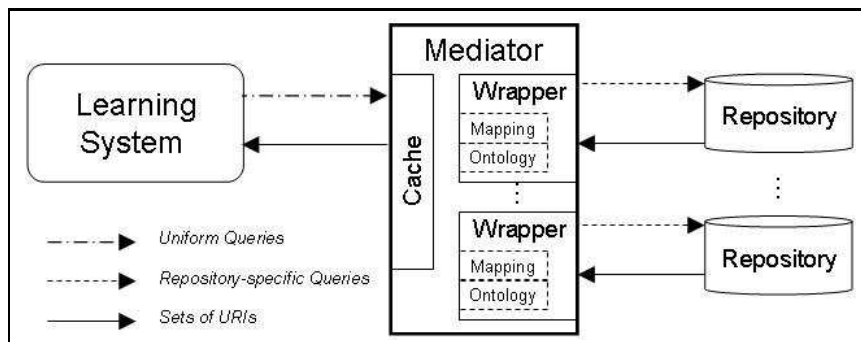 Mediator
Learning
System
Cache
Wrapper
Mapping
Ontology
Repository
⋮
⋮
Wrapper
Mapping
Ontology
Repository
Uniform Queries
Repository-specific Queries
Sets of URIs